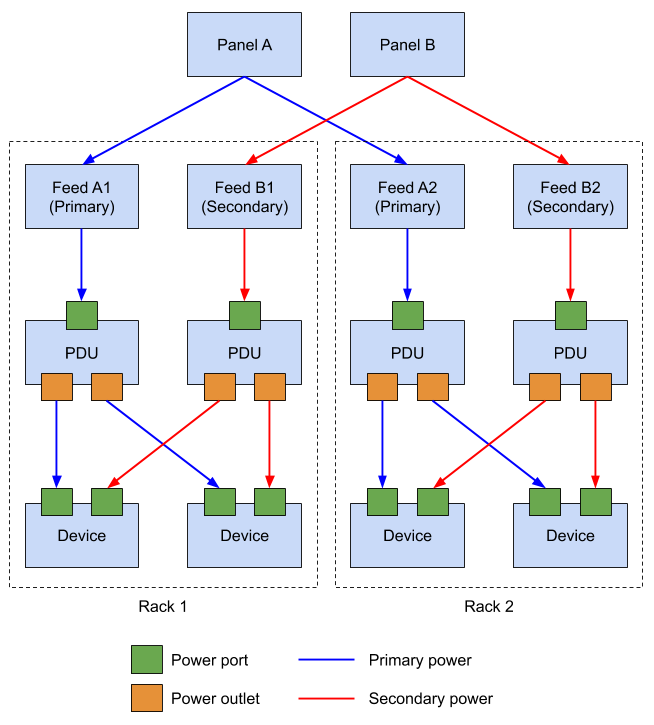 Panel A
Panel B
Feed A1
(Primary)
Feed B1
(Secondary)
Feed A2
(Primary)
Feed B2
(Secondary)
PDU
PDU
PDU
PDU
Device
Device
Device
Device
Rack 1
Rack 2
Power port
Primary power
Power outlet
Secondary power